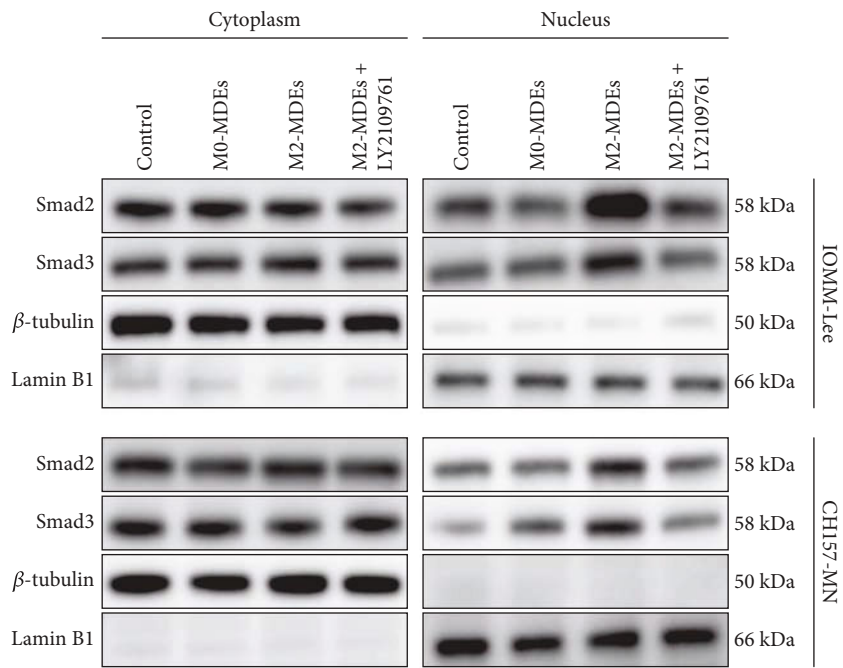 Cytoplasm
Nucleus
Control
M0-MDEs
M2-MDEs
M2-MDEs +
LY2109761
Control
M0-MDEs
M2-MDEs
M2-MDEs +
LY2109761
Smad2
58 kDa
Smad3
58 kDa
β-tubulin
50 kDa
Lamin B1
66 kDa
IOMM-Lee
Smad2
58 kDa
Smad3
58 kDa
β-tubulin
50 kDa
Lamin B1
66 kDa
CH157-MN